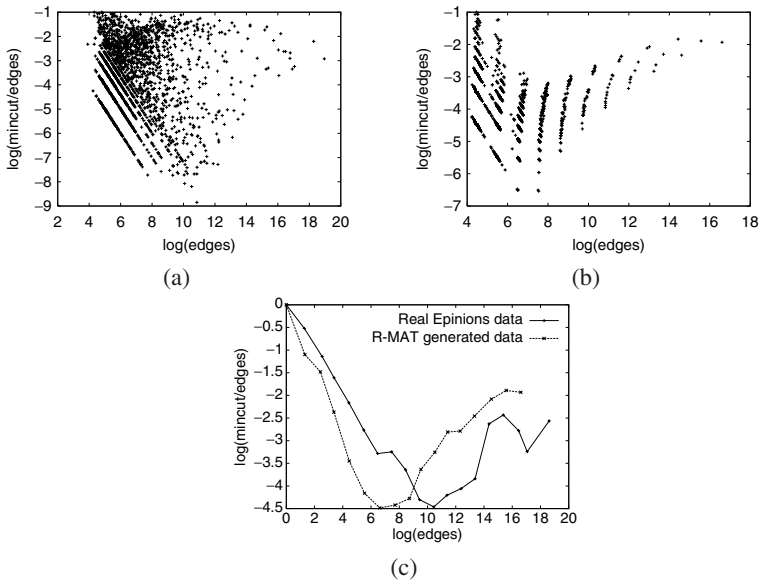 −1
−2
−3
−4
−5
−6
−7
−8
−9
log(mincut/edges)
2 4 6 8 10 12 14 16 18 20
log(edges)
(a)
−1
−2
−3
−4
−5
−6
−7
log(mincut/edges)
4 6 8 10 12 14 16 18
log(edges)
(b)
0
−0.5
−1
−1.5
−2
−2.5
−3
−3.5
−4
−4.5
log(mincut/edges)
Real Epinions data
R-MAT generated data
0 2 4 6 8 10 12 14 16 18 20
log(edges)
(c)